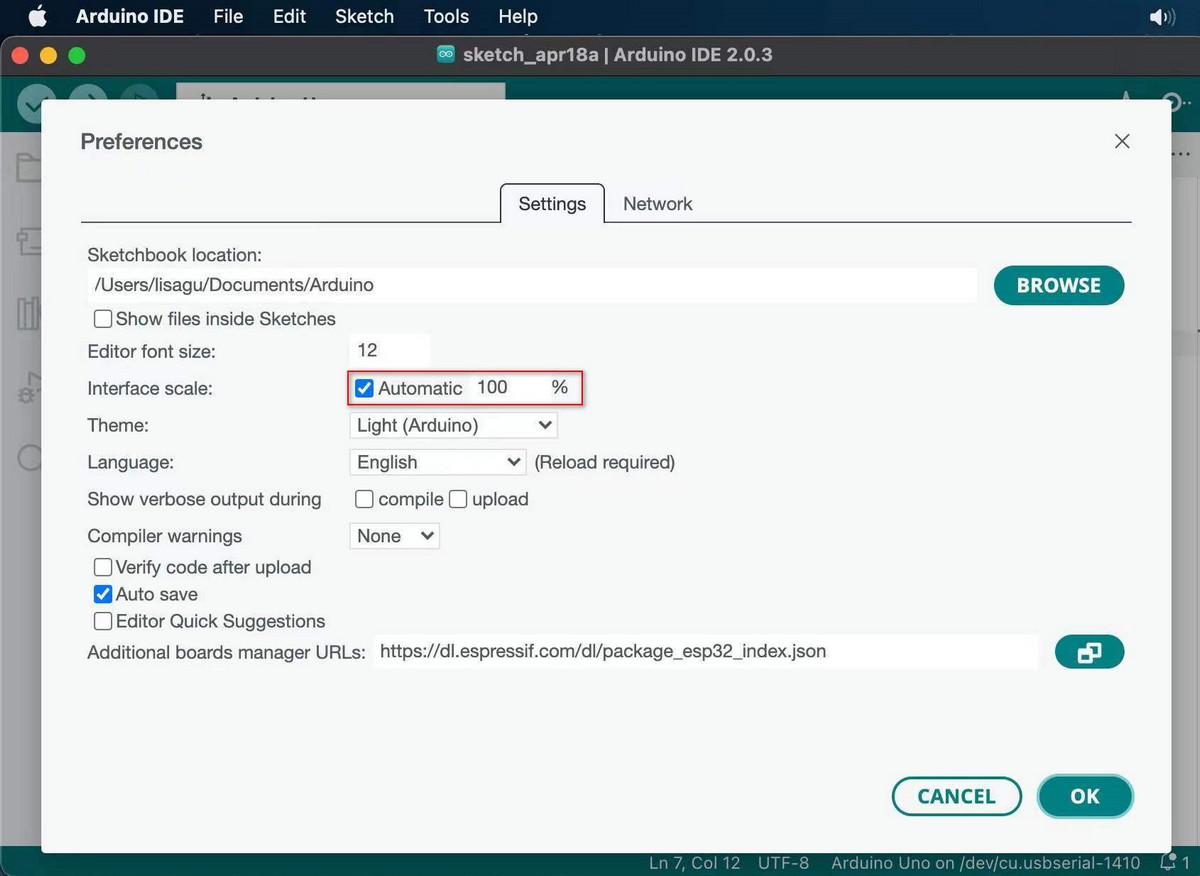 Arduino IDE File Edit Sketch Tools Help
sketch_apr18a | Arduino IDE 2.0.3
Preferences
Settings Network
Sketchbook location:
/Users/lisagu/Documents/Arduino
BROWSE
Show files inside Sketches
Editor font size: 12
Interface scale: Automatic 100 %
Theme: Light (Arduino)
Language: English (Reload required)
Show verbose output during compile upload
Compiler warnings None
Verify code after upload
Auto save
Editor Quick Suggestions
Additional boards manager URLs: https://dl.espressif.com/dl/package_esp32_index.json
CANCEL OK
Ln 7, Col 12 UTF-8 Arduino Uno on /dev/cu.usbserial-1410 1